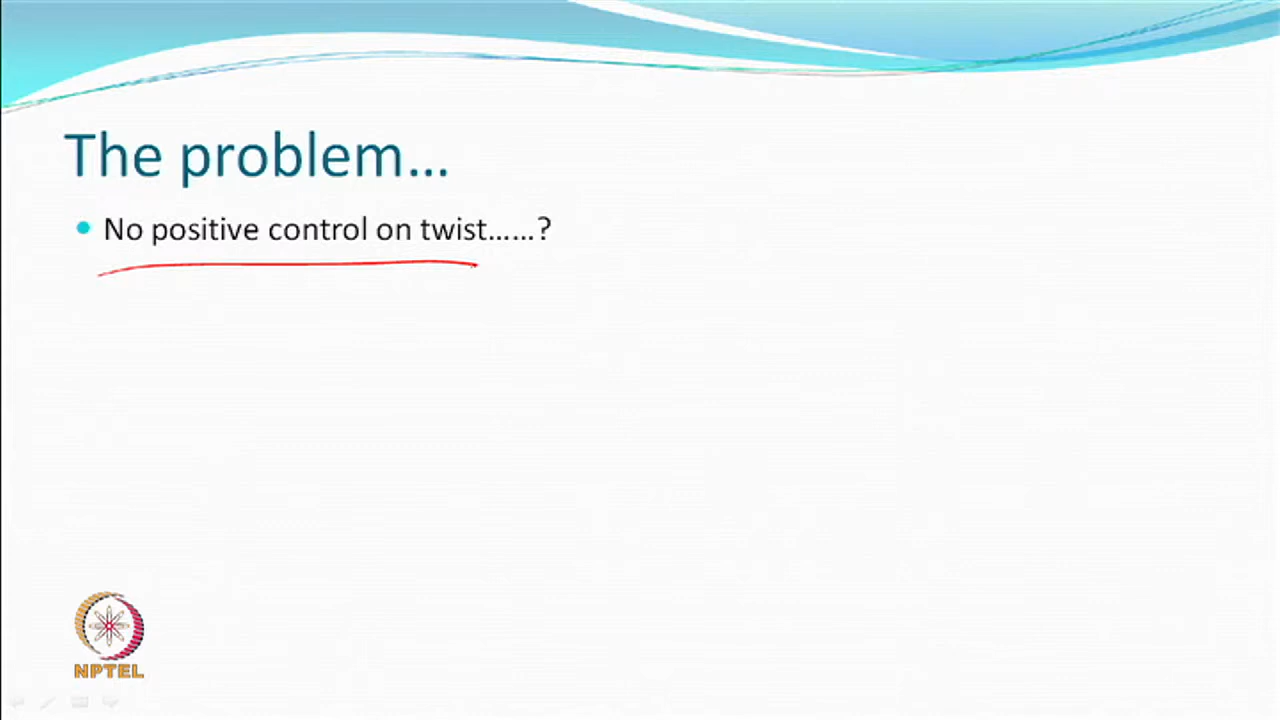 The problem...
No positive control on twist......?
NPTEL